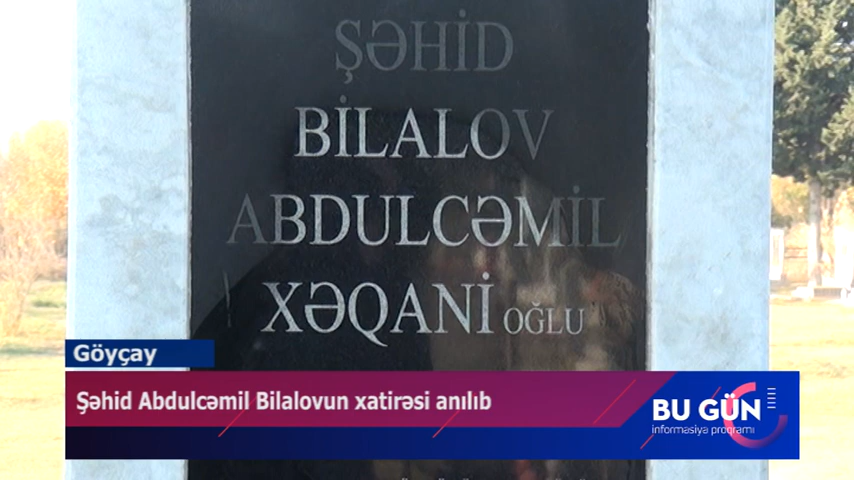 ŞƏHİD
BİLALOV
ABDULCƏMİL
XƏQANİ OĞLU
Göyçay
Şəhid Abdulcəmil Bilalovun xatirəsi anılıb
BU GÜN
informasiya proqramı